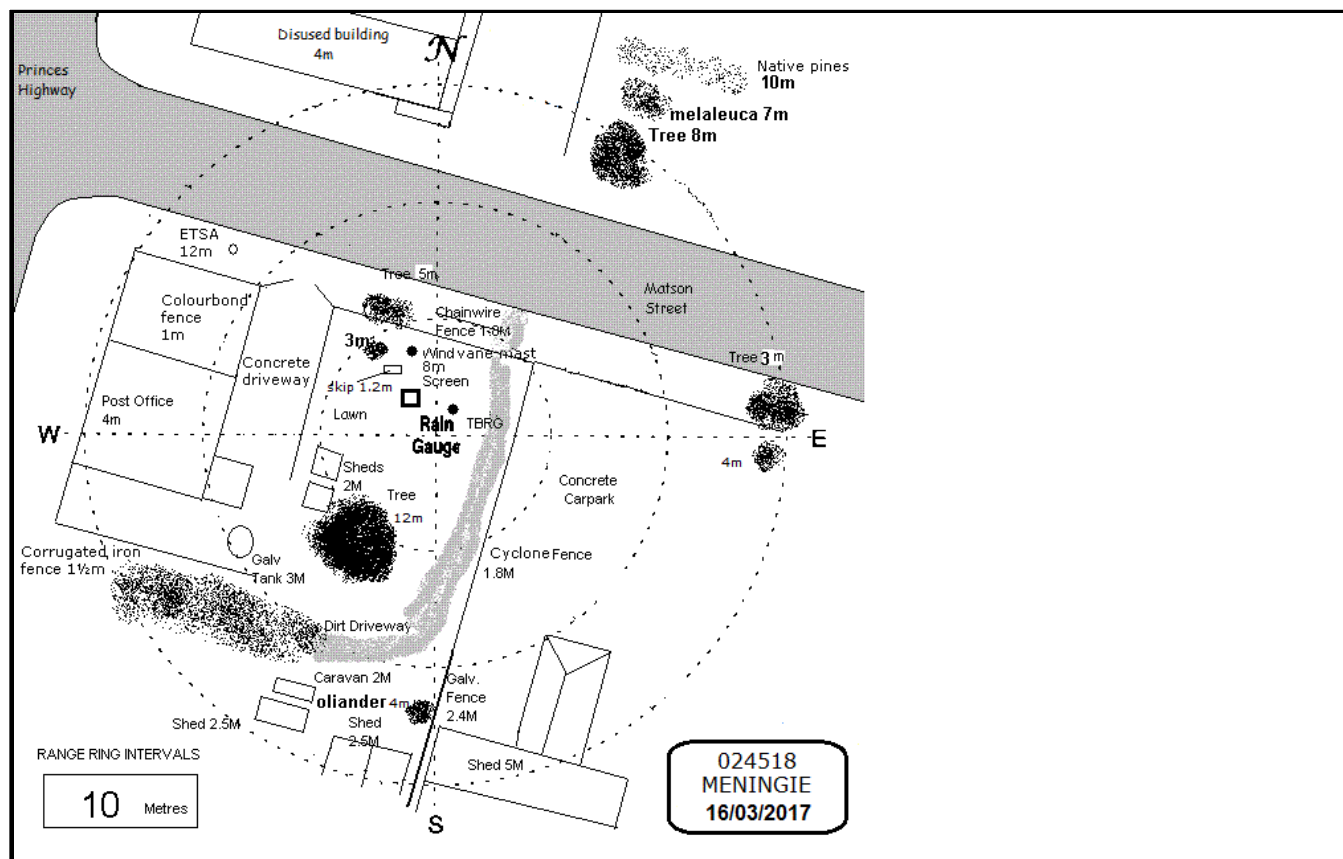 Disused building
4m
N
Princes
Highway
Native pines
10m
melaleuca 7m
Tree 8m
ETSA
12m
Tree 5m
Matson
Street
Colourbond
fence
1m
Chainwire
Fence 1.8M
3m
Wind vane mast
8m
Screen
Concrete
driveway
skip 1.2m
Tree 3m
Post Office
4m
Lawn
Rain
Gauge
TBRG
W
E
4m
Sheds
2M
Concrete
Carpark
Tree
12m
Corrugated iron
fence 1½m
Galv
Tank 3M
Cyclone Fence
1.8M
Dirt Driveway
Caravan 2M
oliander 4m
Galv.
Fence
2.4M
Shed 2.5M
Shed
2.5M
Shed 5M
RANGE RING INTERVALS
10 Metres
S
024518
MENINGIE
16/03/2017